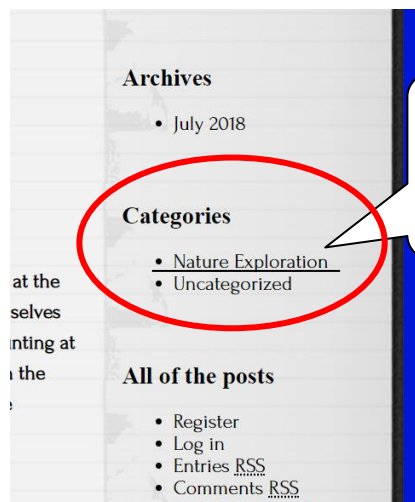 Archives
July 2018
Categories
Nature Exploration
Uncategorized
at the
selves
nting at
the
All of the posts
Register
Log in
Entries RSS
Comments RSS